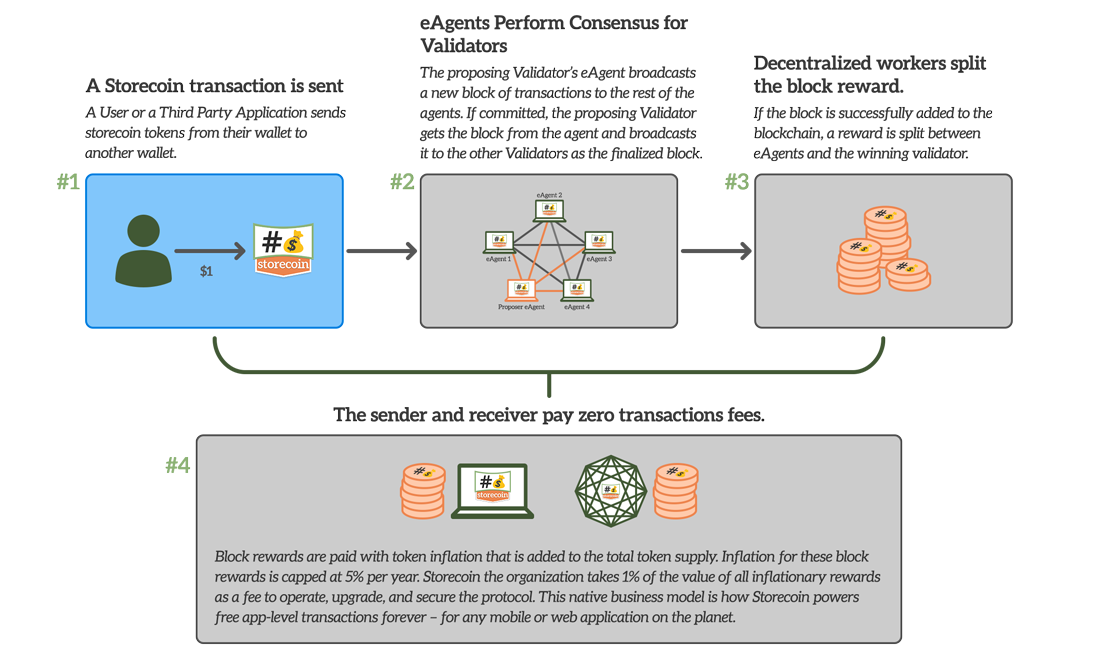 A Storecoin transaction is sent
A User or a Third Party Application sends
storecoin tokens from their wallet to
another wallet.
#1
$1
#
$
storecoin
eAgents Perform Consensus for
Validators
The proposing Validator's eAgent broadcasts
a new block of transactions to the rest of the
agents. If committed, the proposing Validator
gets the block from the agent and broadcasts
it to the other Validators as the finalized block.
#2
eAgent 2
eAgent 1
eAgent 3
Proposer eAgent
eAgent 4
Decentralized workers split
the block reward.
If the block is successfully added to the
blockchain, a reward is split between
eAgents and the winning validator.
#3
The sender and receiver pay zero transactions fees.
#4
#
storecoin
Block rewards are paid with token inflation that is added to the total token supply. Inflation for these block
rewards is capped at 5% per year. Storecoin the organization takes 1% of the value of all inflationary rewards
as a fee to operate, upgrade, and secure the protocol. This native business model is how Storecoin powers
free app-level transactions forever – for any mobile or web application on the planet.